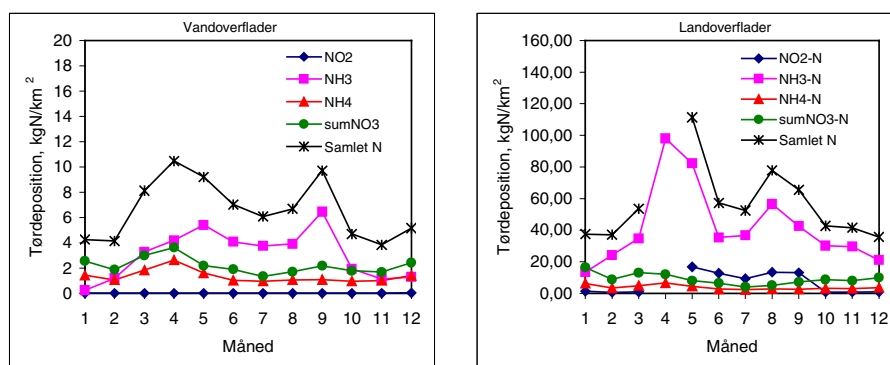 Vandoverflader
Tørdeposition, kgN/km2
20
18
16
14
12
10
8
6
4
2
0
NO2
NH3
NH4
sumNO3
Samlet N
1 2 3 4 5 6 7 8 9 10 11 12
Måned
Landoverflader
Tørdeposition, kgN/km2
160,00
140,00
120,00
100,00
80,00
60,00
40,00
20,00
0,00
NO2-N
NH3-N
NH4-N
sumNO3-N
Samlet N
1 2 3 4 5 6 7 8 9 10 11 12
Måned